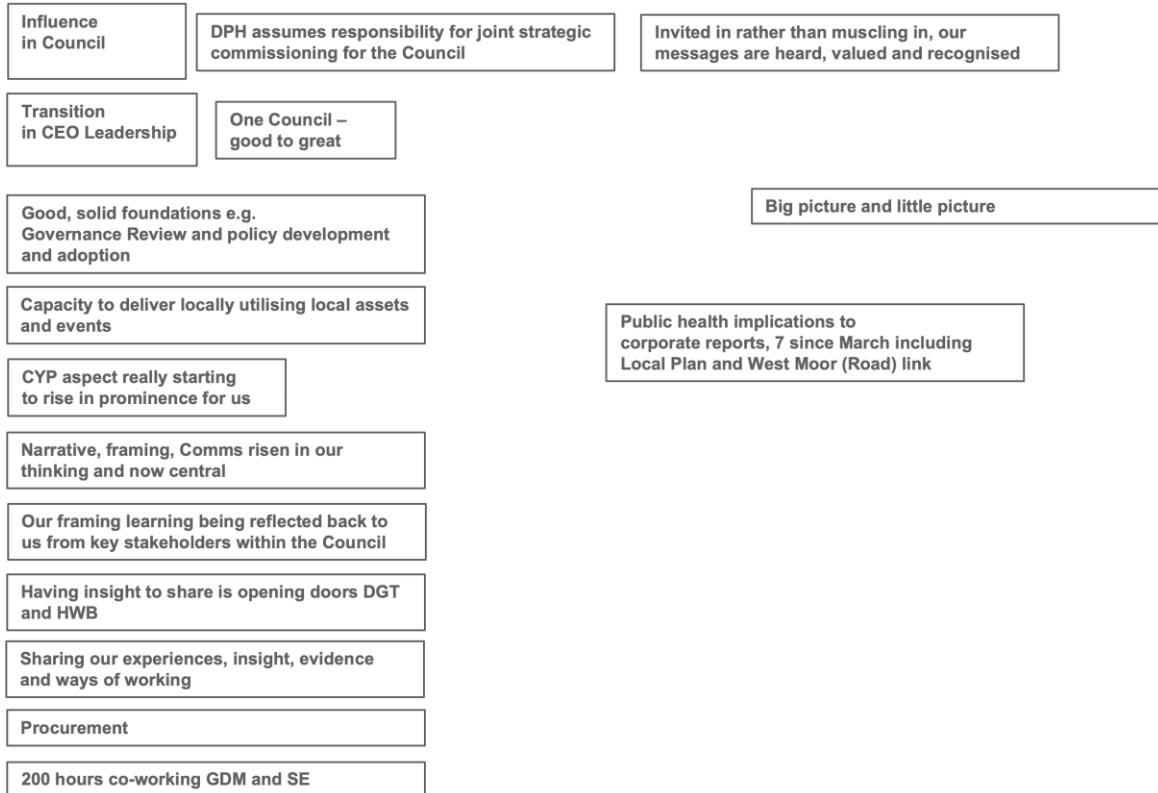 Influence
in Council
DPH assumes responsibility for joint strategic
commissioning for the Council
Invited in rather than muscling in, our
messages are heard, valued and recognised
Transition
in CEO Leadership
One Council –
good to great
Good, solid foundations e.g.
Governance Review and policy development
and adoption
Big picture and little picture
Capacity to deliver locally utilising local assets
and events
Public health implications to
corporate reports, 7 since March including
Local Plan and West Moor (Road) link
CYP aspect really starting
to rise in prominence for us
Narrative, framing, Comms risen in our
thinking and now central
Our framing learning being reflected back to
us from key stakeholders within the Council
Having insight to share is opening doors DGT
and HWB
Sharing our experiences, insight, evidence
and ways of working
Procurement
200 hours co-working GDM and SE